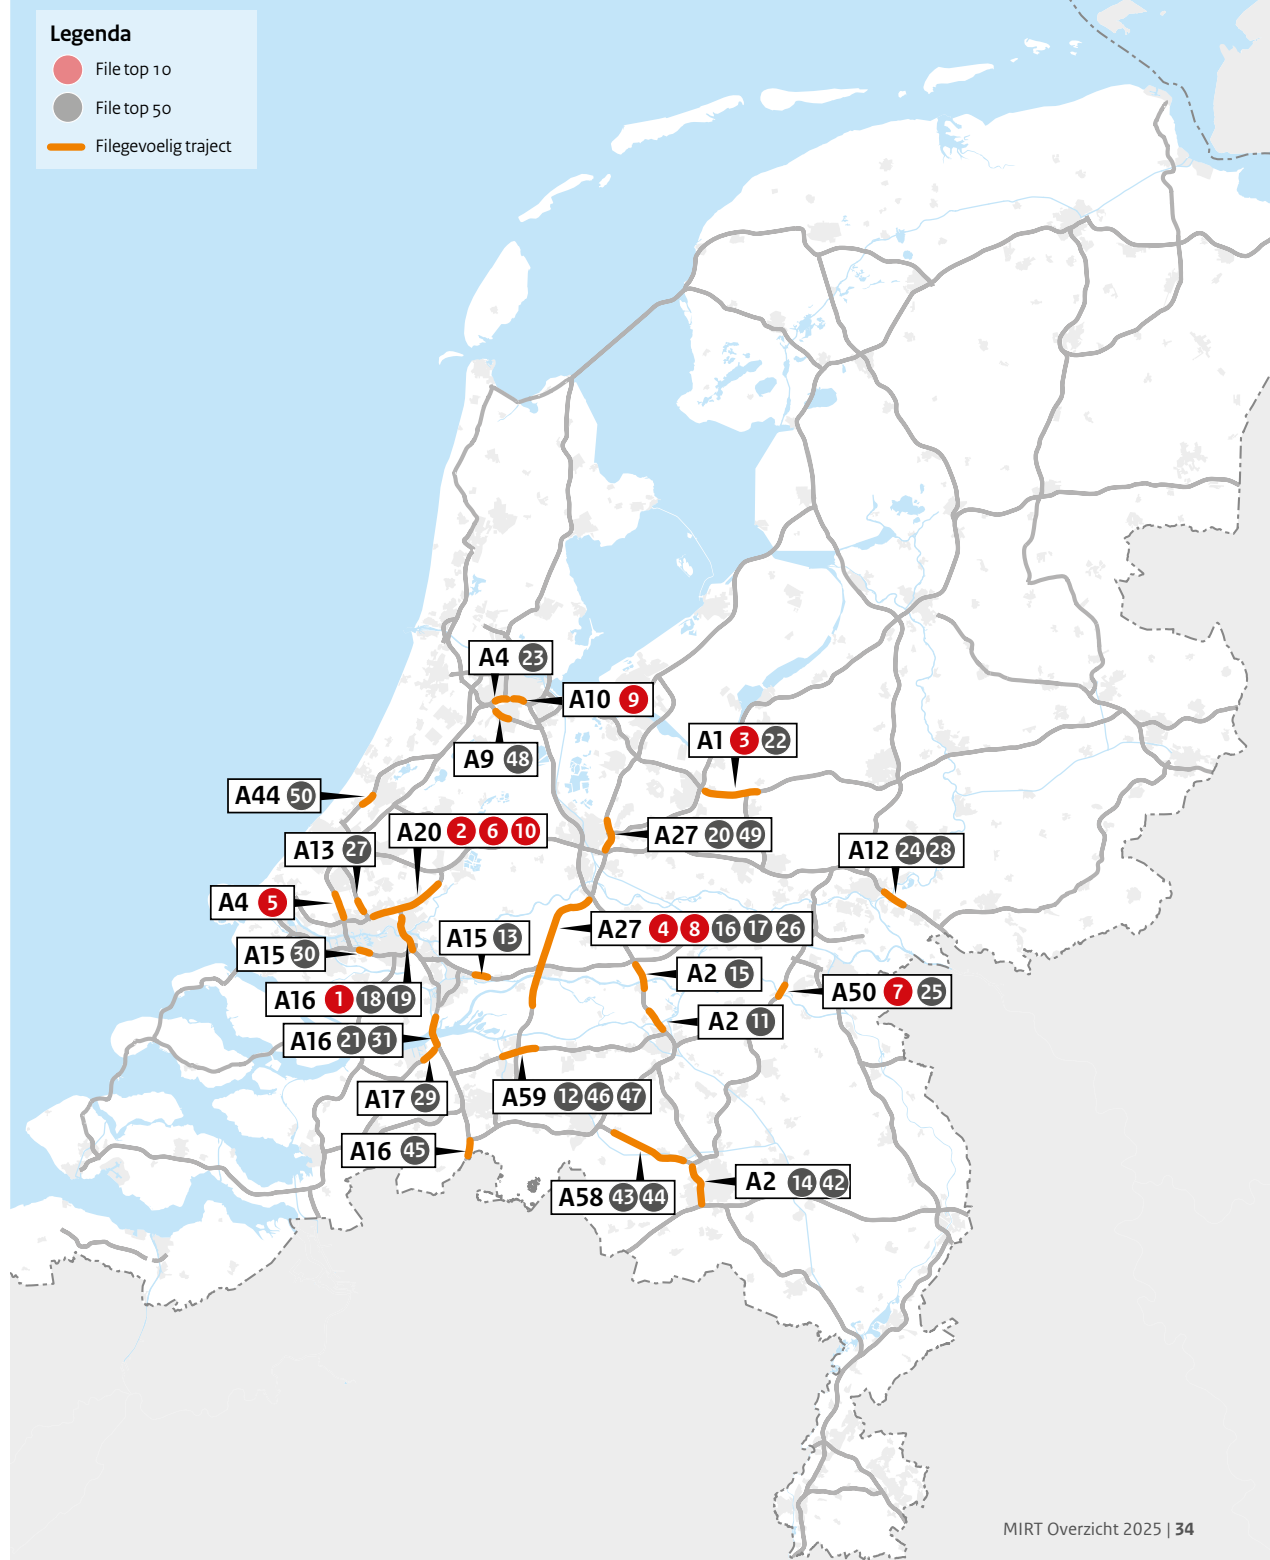 Legenda
File top 10
File top 50
Filegevoelig traject
A4 23
A10 9
A1 3 22
A9 48
A44 50
A20 2 6 10
A27 20 49
A13 27
A12 24 28
A4 5
A27 4 8 16 17 26
A15 13
A15 30
A2 15
A50 7 25
A16 1 18 19
A2 11
A16 21 31
A17 29
A59 12 46 47
A16 45
A2 14 42
A58 43 44
MIRT Overzicht 2025 | 34